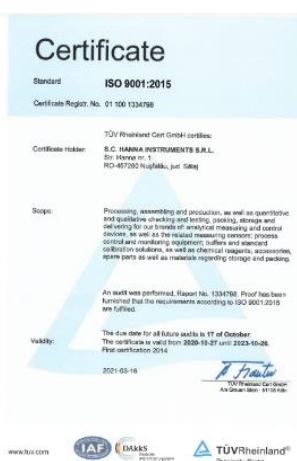 Certificate
Standard ISO 9001:2015
Certificate Registr. No. 01 100 1334798
TÜV Rheinland Cert GmbH certifies:
Certificate Holder: S.C. HANNA INSTRUMENTS S.R.L.
Str. Hanna nr. 1
RO-457260 Nuşfalău, jud. Sălaj
Scope: Processing, assembling and production, as well as quantitative
and qualitative checking and testing, packing, storage and
delivering for our brands of: analytical measuring and control
devices, as well as the related measuring sensors; process
control and monitoring equipment; buffers and standard
calibration solutions, as well as chemical reagents; accessories,
spare parts as well as materials regarding storage and packing.
An audit was performed, Report No. 1334798. Proof has been
furnished that the requirements according to ISO 9001:2015
are fulfilled.
The due date for all future audits is 17 of October.
Validity: The certificate is valid from 2020-10-27 until 2023-10-26.
First certification 2014
2021-03-16
TÜV Rheinland Cert GmbH
Am Grauen Stein · 51105 Köln
www.tuv.com
IAF
DAkkS
TÜVRheinland®